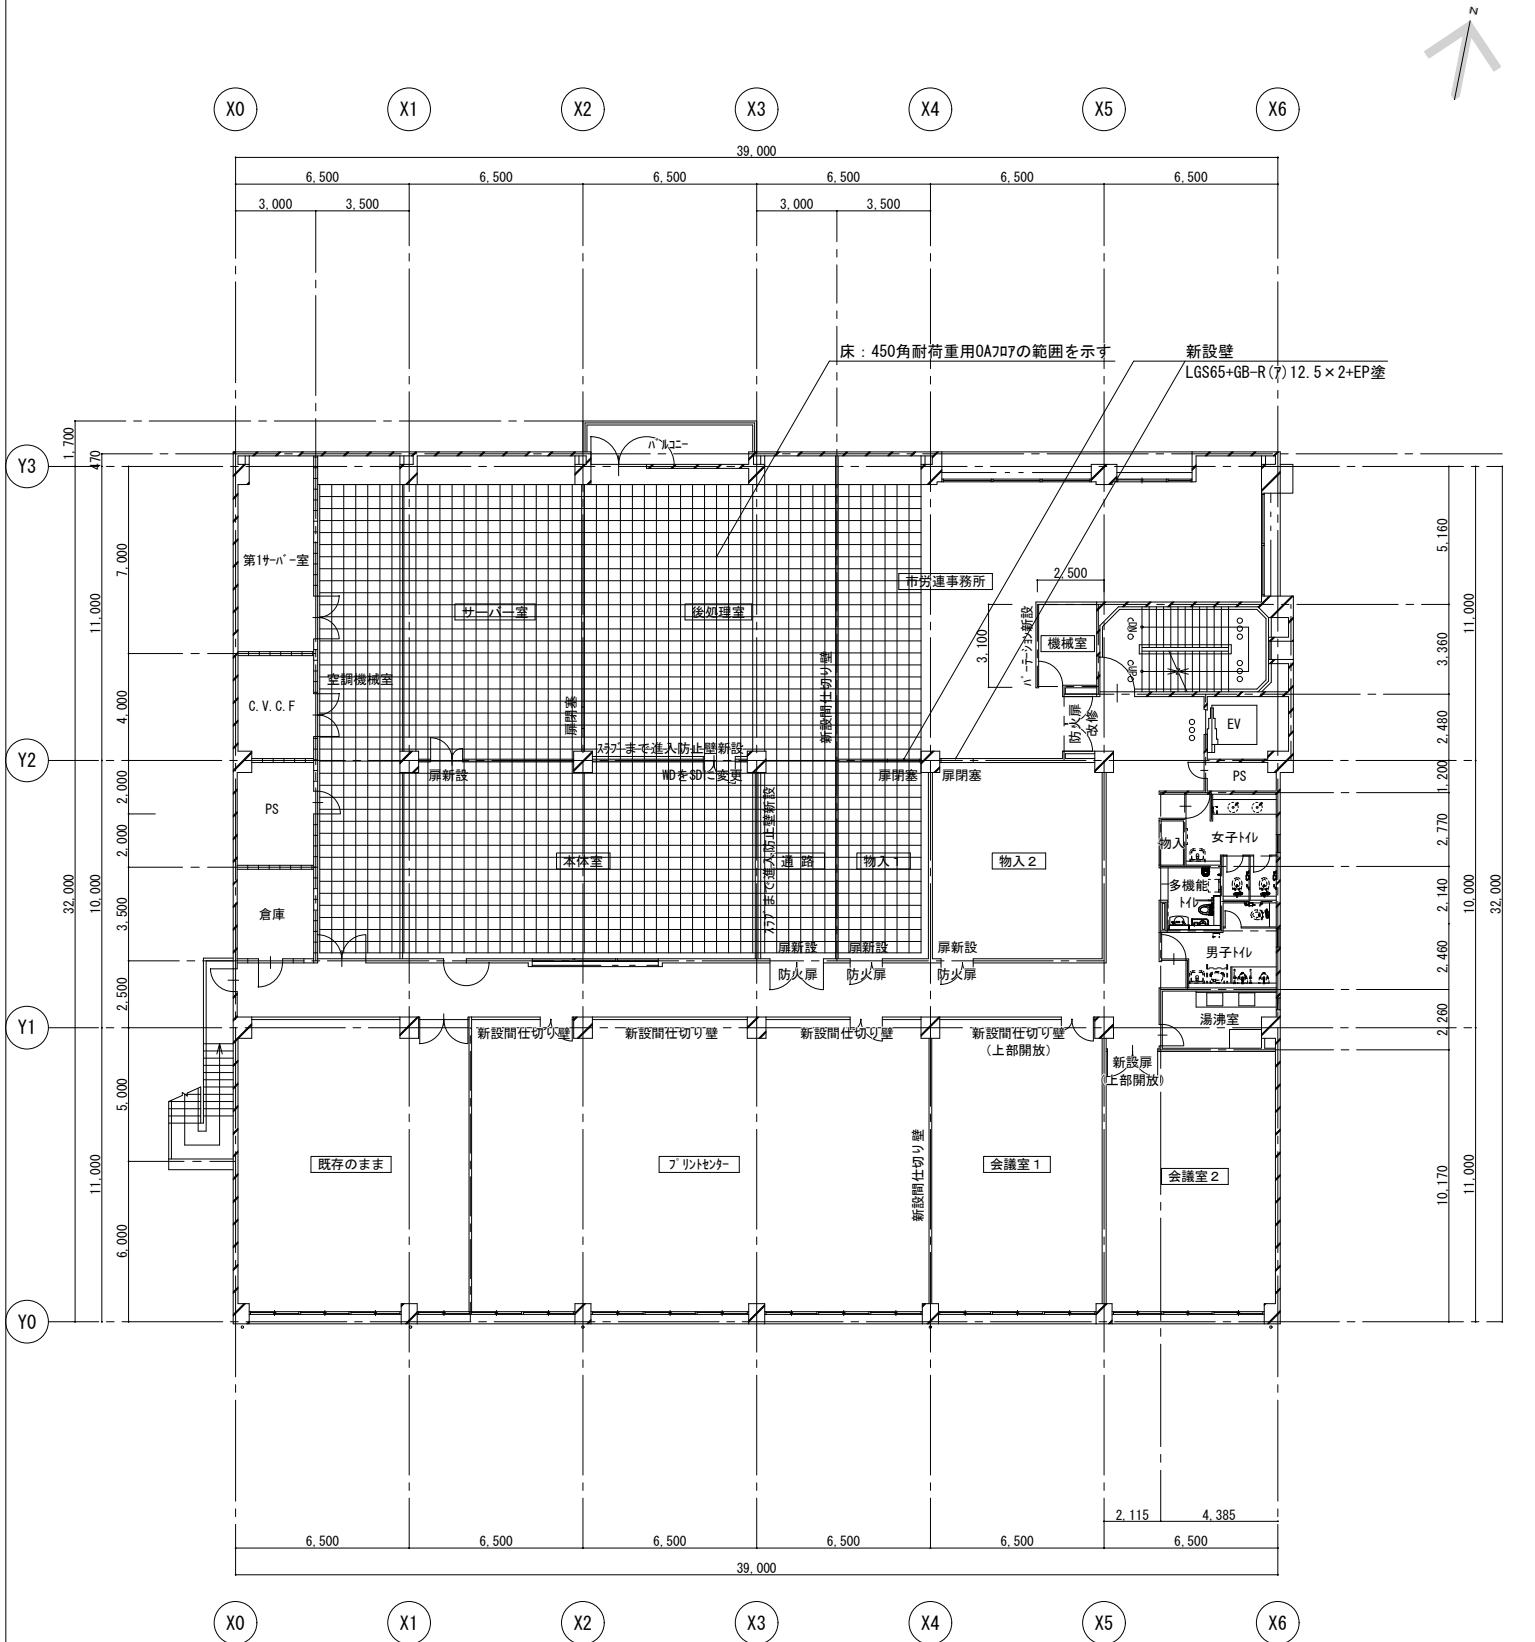 N
X0 X1 X2 X3 X4 X5 X6
39,000
6,500 6,500 6,500 6,500 6,500 6,500
3,000 3,500 3,000 3,500
床：450角耐荷重用OAﾌﾛｱの範囲を示す
新設壁
LGS65+GB-R(ｱ)12.5×2+EP塗
1,700
470
ﾊﾞﾙｺﾆｰ
Y3
7,000
11,000
4,000
5,160
11,000
3,360
2,480
第1ｻｰﾊﾞｰ室
サーバー室
後処理室
市労連事務所
2,500
3,100
ﾊﾟｰﾃｰｼｮﾝ新設
機械室
DN
UP
空調機械室
C.V.C.F
扉閉塞
新設間仕切り壁
防火扉
改修
EV
ｽﾗﾌﾞまで進入防止壁新設
Y2
扉新設
WDをSDに変更
扉閉塞
扉閉塞
PS
1,200
2,000
2,000
3,500
10,000
32,000
PS
ｽﾗﾌﾞまで進入防止壁新設
本体室
通路
物入1
物入2
物入
女子ﾄｲﾚ
多機能
ﾄｲﾚ
男子ﾄｲﾚ
2,770
2,140
2,460
10,000
32,000
倉庫
扉新設
扉新設
扉新設
防火扉
防火扉
防火扉
2,500
湯沸室
2,260
Y1
新設間仕切り壁
新設間仕切り壁
新設間仕切り壁
新設間仕切り壁
(上部開放)
新設扉
(上部開放)
5,000
6,000
11,000
既存のまま
ﾌﾟﾘﾝﾄｾﾝﾀｰ
新設間仕切り壁
会議室1
会議室2
10,170
11,000
Y0
2,115 4,385
6,500 6,500 6,500 6,500 6,500 6,500
39,000
X0 X1 X2 X3 X4 X5 X6